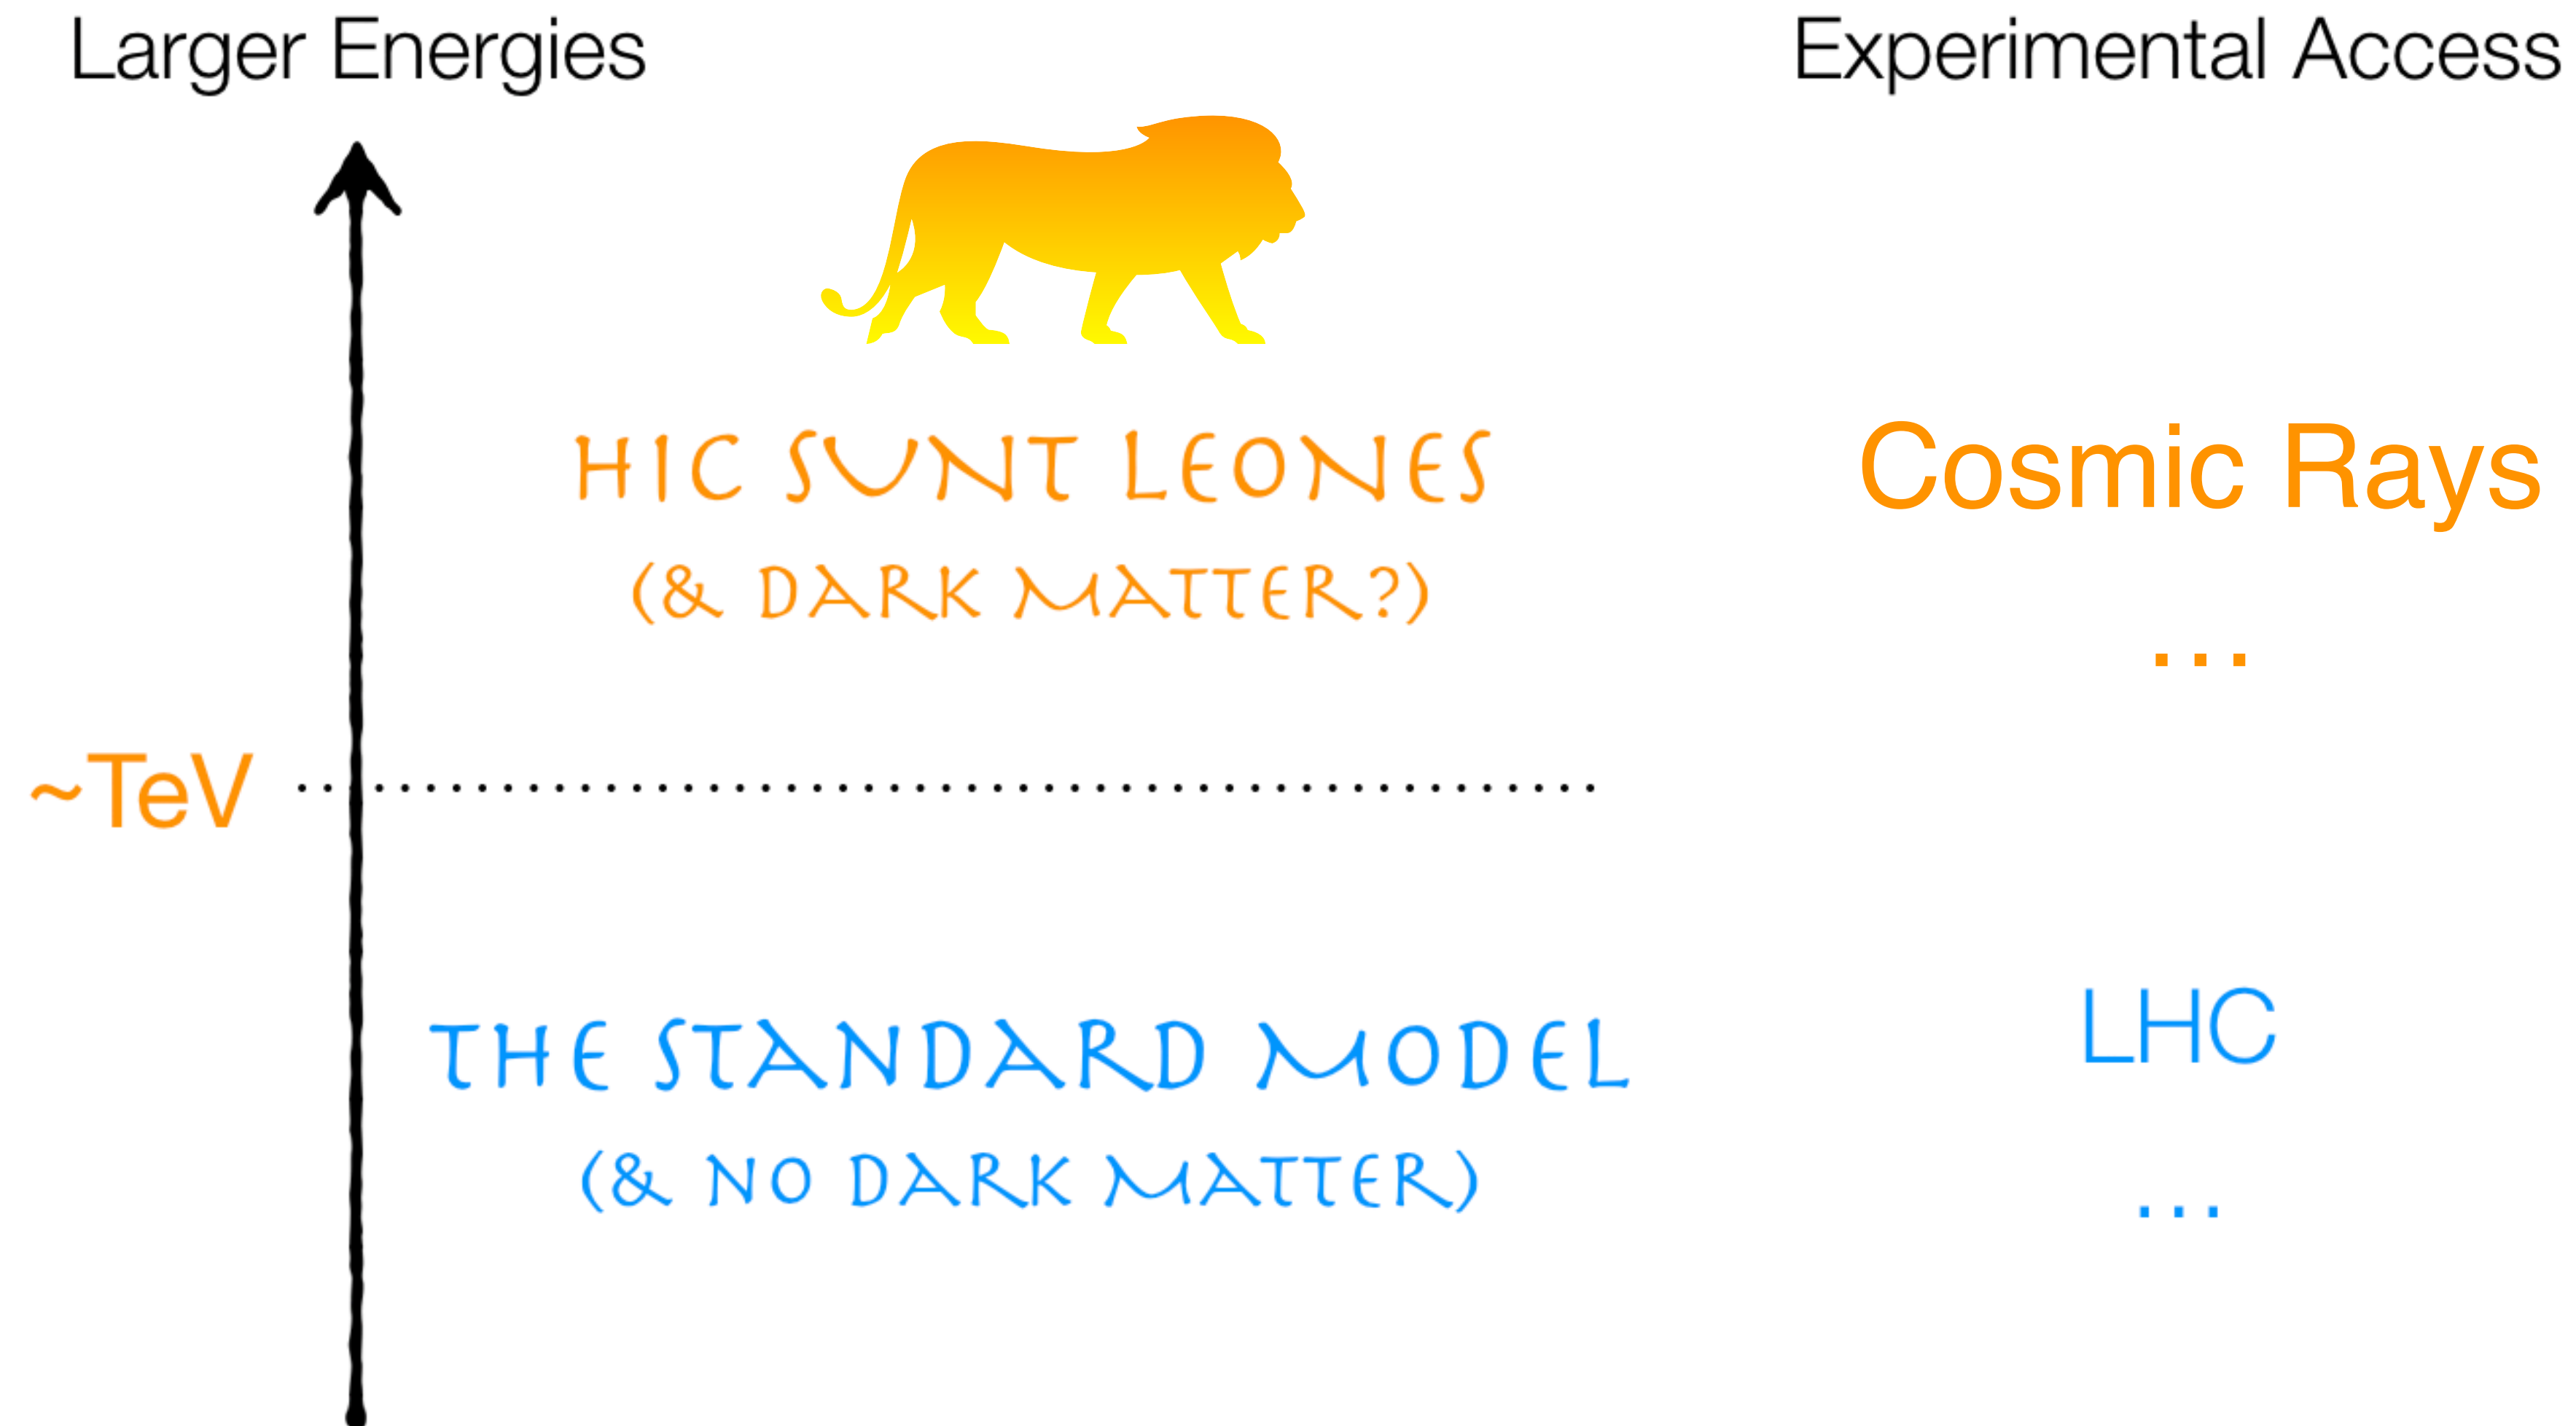 Larger Energies
Experimental Access
HIC SUNT LEONES
Cosmic Rays
(& DARK MATTER?)
...
~TeV
THE STANDARD MODEL
LHC
(& NO DARK MATTER)
...